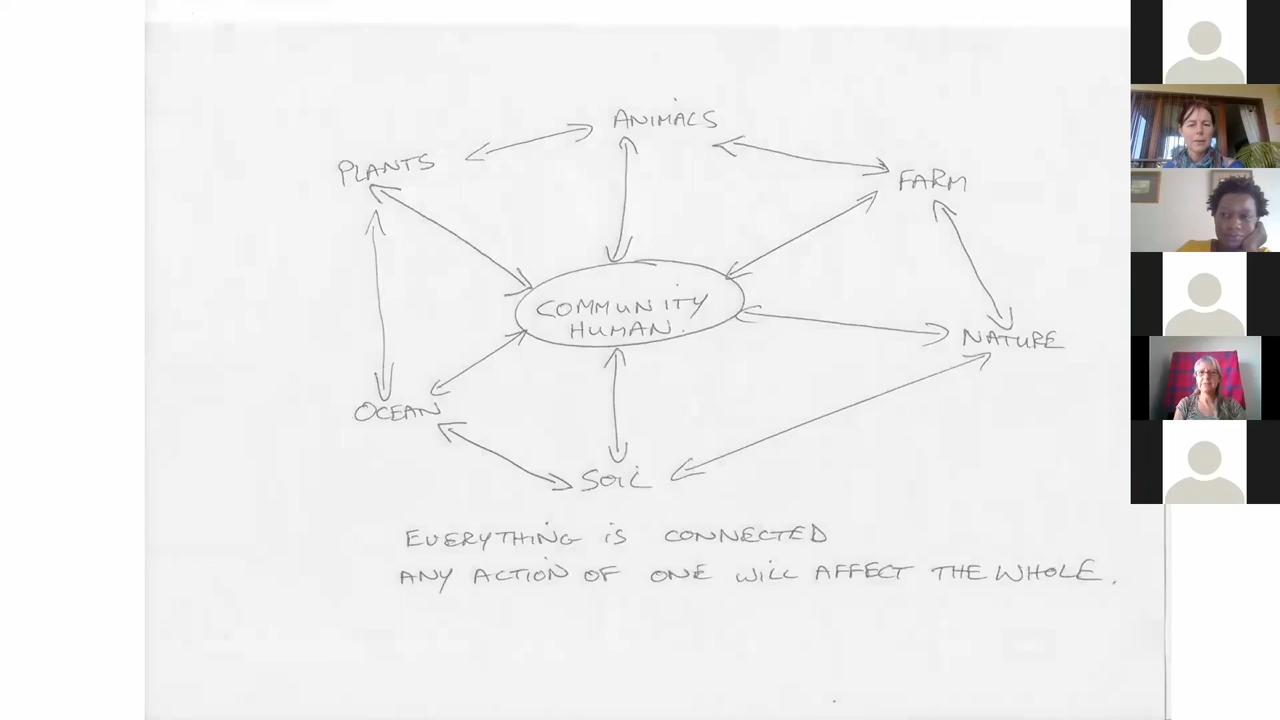 ANIMALS
PLANTS
FARM
COMMUNITY
HUMAN.
NATURE
OCEAN
SOIL
EVERYTHING IS CONNECTED
ANY ACTION OF ONE WILL AFFECT THE WHOLE.